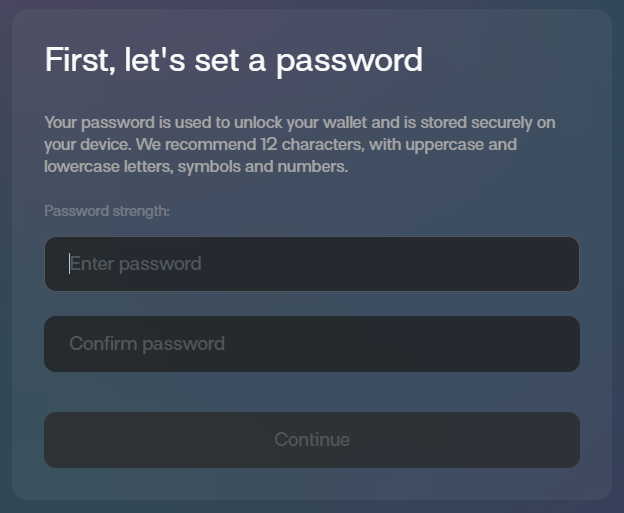 First, let's set a password
Your password is used to unlock your wallet and is stored securely on
your device. We recommend 12 characters, with uppercase and
lowercase letters, symbols and numbers.
Password strength:
Enter password
Confirm password
Continue